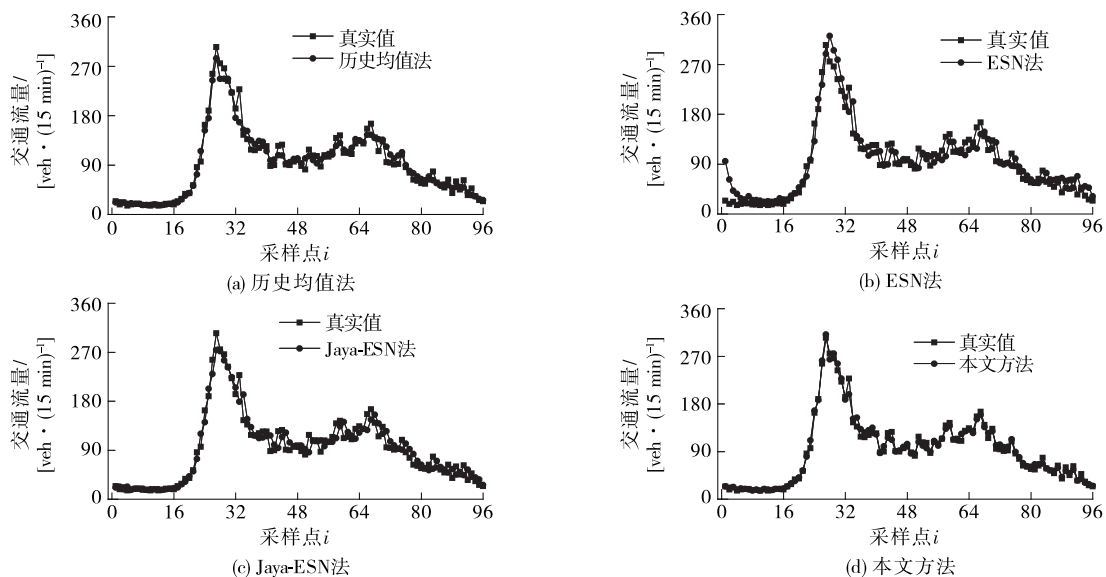 360
270
180
90
0
交通流量/
[veh·(15 min)⁻¹]
真实值
历史均值法
0 16 32 48 64 80 96
采样点i
(a) 历史均值法
360
270
180
90
0
交通流量/
[veh·(15 min)⁻¹]
真实值
ESN法
0 16 32 48 64 80 96
采样点i
(b) ESN法
360
270
180
90
0
交通流量/
[veh·(15 min)⁻¹]
真实值
Jaya-ESN法
0 16 32 48 64 80 96
采样点i
(c) Jaya-ESN法
360
270
180
90
0
交通流量/
[veh·(15 min)⁻¹]
真实值
本文方法
0 16 32 48 64 80 96
采样点i
(d) 本文方法